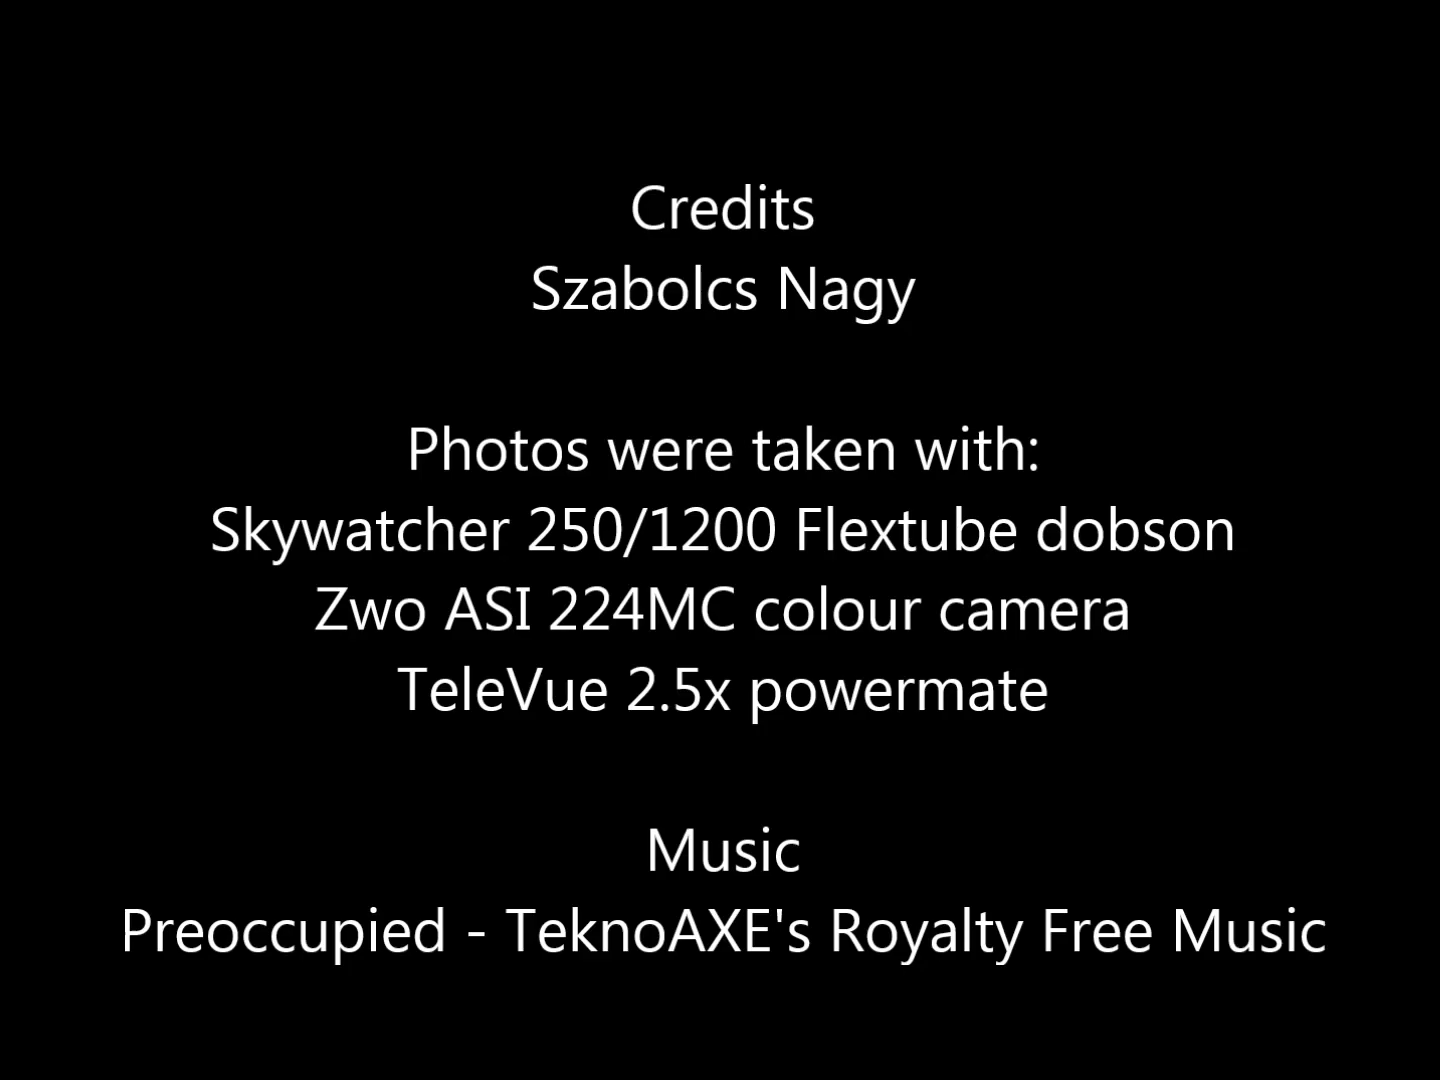 Credits
Szabolcs Nagy
Photos were taken with:
Skywatcher 250/1200 Flextube dobson
Zwo ASI 224MC colour camera
TeleVue 2.5x powermate
Music
Preoccupied - TeknoAXE's Royalty Free Music